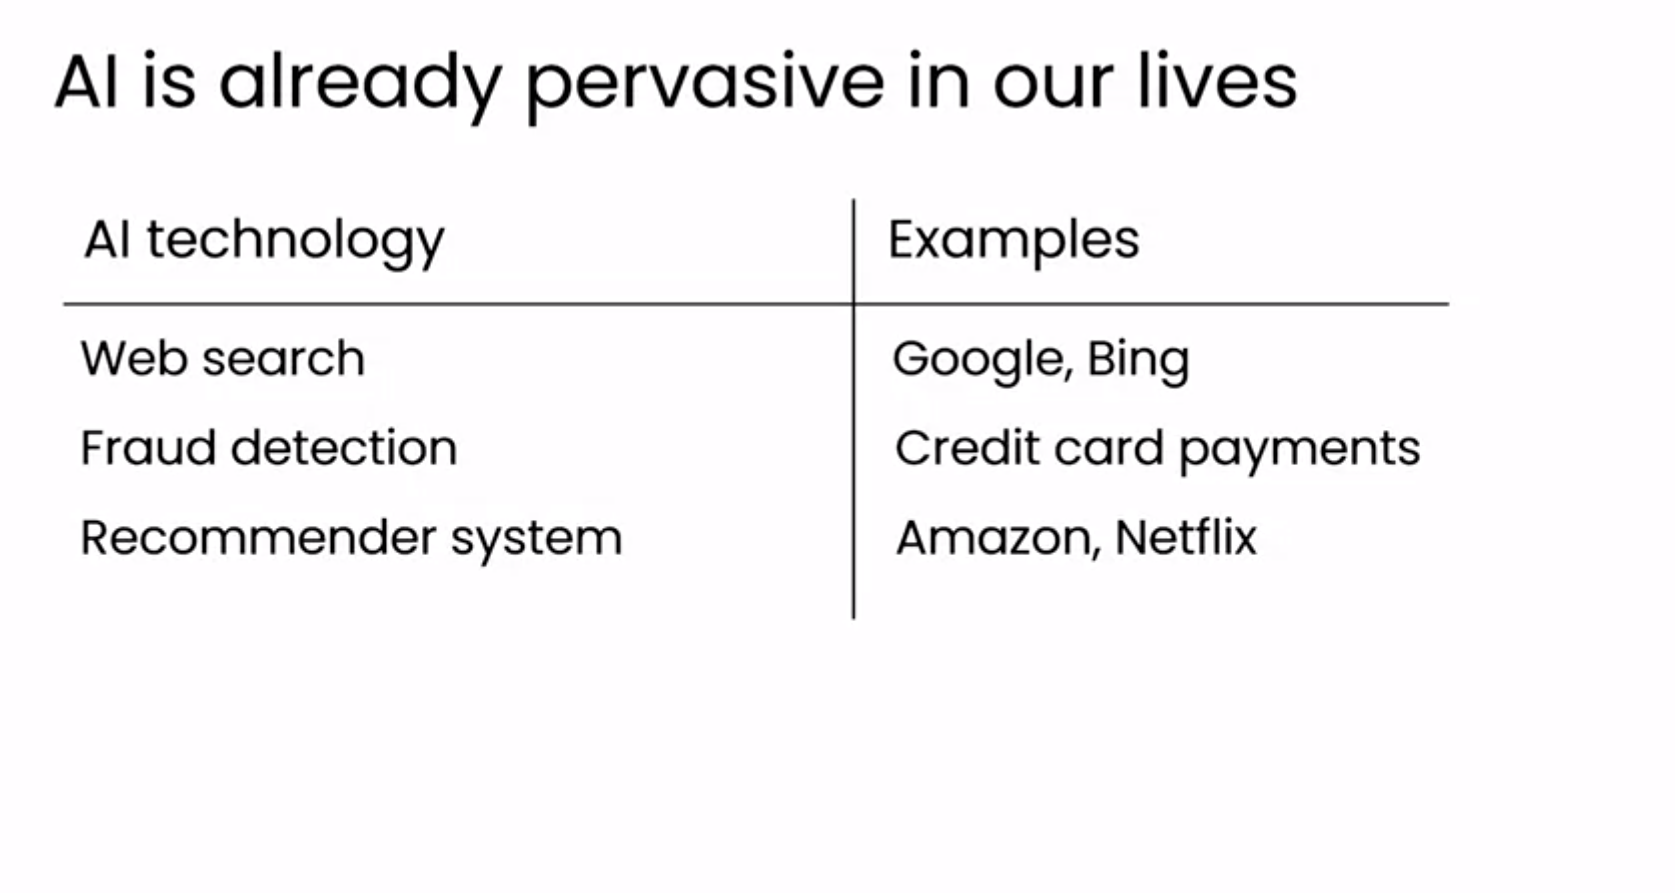 AI is already pervasive in our lives
AI technology Examples
Web search Google, Bing
Fraud detection Credit card payments
Recommender system Amazon, Netflix